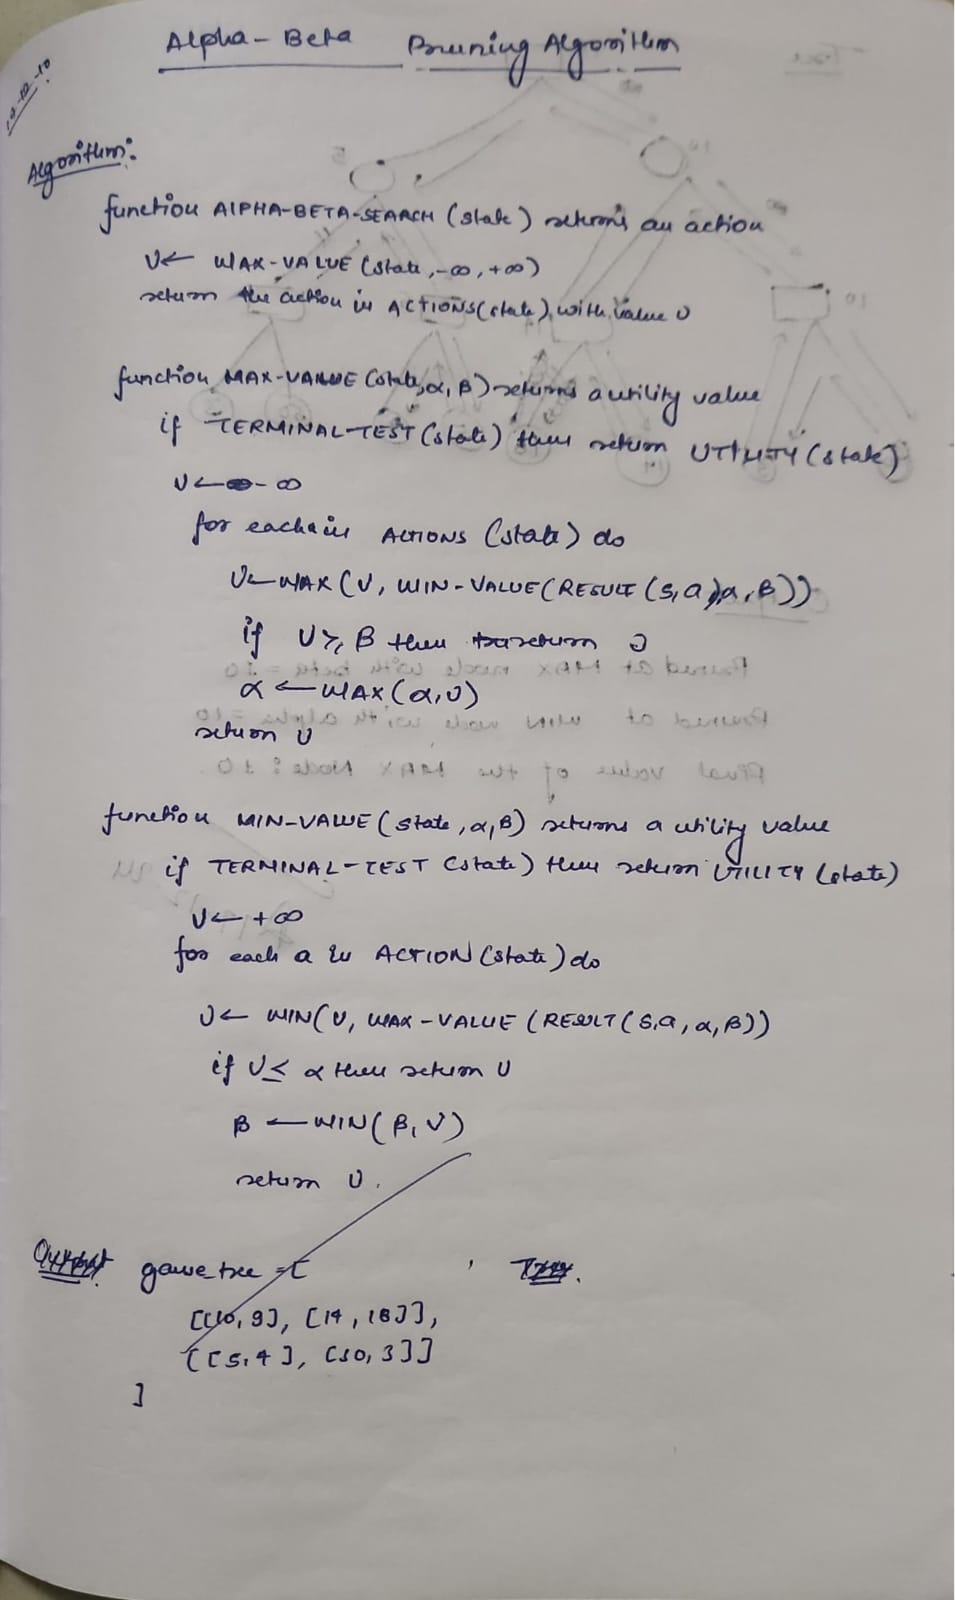 Alpha-Beta Pruning Algorithm
Algorithm:
function AlPHA-BETA-SEARCH (state) returns an action
v← MAX-VALUE (state, -∞, +∞)
return the action in ACTIONS(state) with value v
function MAX-VALUE (state, α, β) returns a utility value
if TERMINAL-TEST (state) then return UTILITY (state)
v← -∞
for each a in ACTIONS (state) do
v← MAX (v, MIN-VALUE (RESULT (s, a), α, β))
if v ≥ β then return v
α ← MAX (α, v)
return v
function MIN-VALUE (state, α, β) returns a utility value
if TERMINAL-TEST (state) then return UTILITY (state)
v← +∞
for each a in ACTION (state) do
v← MIN (v, MAX-VALUE (RESULT (s, a, α, β))
if v ≤ α then return v
β ← MIN (β, v)
return v.
Output game_tree = [
[[10, 9], [14, 18]],
[[5, 4], [50, 3]]
]